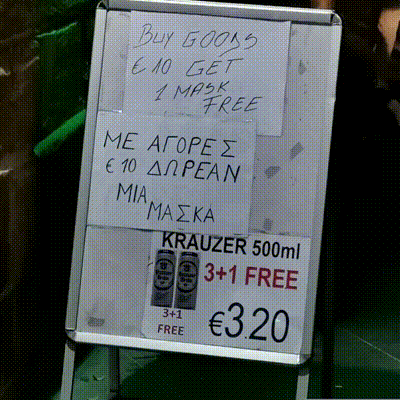 BUY GOODS
€10 GET
1 MASK
FREE
ΜΕ ΑΓΟΡΕΣ
€10 ΔΩΡΕΑΝ
ΜΙΑ
ΜΑΣΚΑ
KRAUZER 500ml
3+1 FREE
3+1
FREE
€3.20